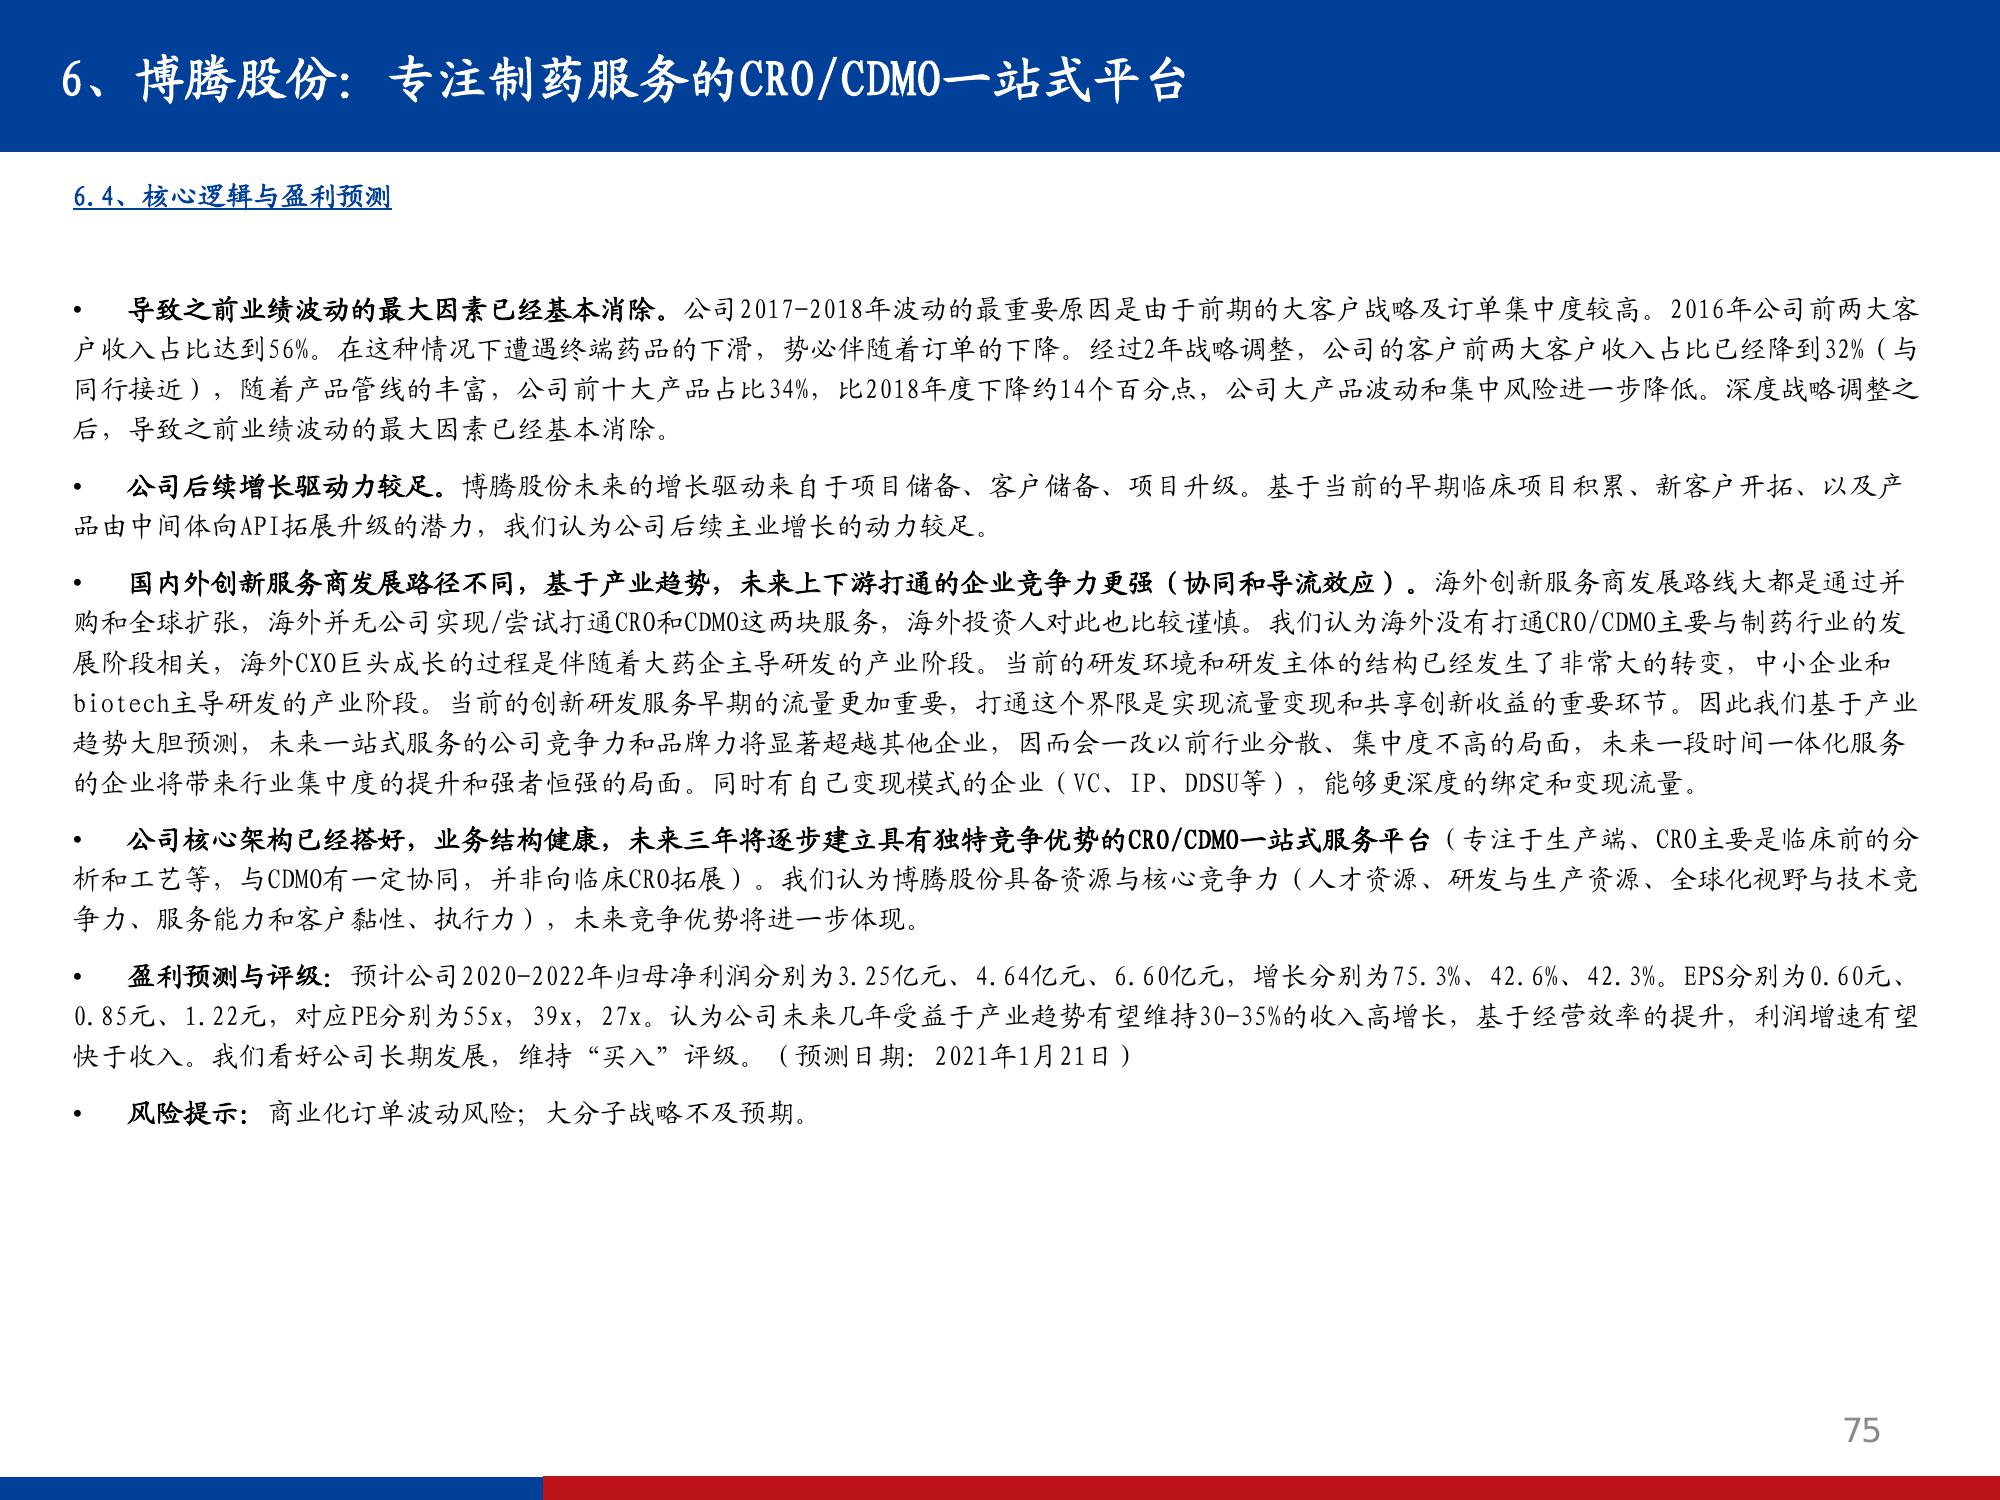 6、博腾股份：专注制药服务的CRO/CDMO一站式平台
6.4、核心逻辑与盈利预测
• 导致之前业绩波动的最大因素已经基本消除。公司2017-2018年波动的最重要原因是由于前期的大客户战略及订单集中度较高。2016年公司前两大客
户收入占比达到56%。在这种情况下遭遇终端药品的下滑，势必伴随着订单的下降。经过2年战略调整，公司的客户前两大客户收入占比已经降到32%（与
同行接近），随着产品管线的丰富，公司前十大产品占比34%，比2018年度下降约14个百分点，公司大产品波动和集中风险进一步降低。深度战略调整之
后，导致之前业绩波动的最大因素已经基本消除。
• 公司后续增长驱动力较足。博腾股份未来的增长驱动来自于项目储备、客户储备、项目升级。基于当前的早期临床项目积累、新客户开拓、以及产
品由中间体向API拓展升级的潜力，我们认为公司后续主业增长的动力较足。
• 国内外创新服务商发展路径不同，基于产业趋势，未来上下游打通的企业竞争力更强（协同和导流效应）。海外创新服务商发展路线大都是通过并
购和全球扩张，海外并无公司实现/尝试打通CRO和CDMO这两块服务，海外投资人对此也比较谨慎。我们认为海外没有打通CRO/CDMO主要与制药行业的发
展阶段相关，海外CXO巨头成长的过程是伴随着大药企主导研发的产业阶段。当前的研发环境和研发主体的结构已经发生了非常大的转变，中小企业和
biotech主导研发的产业阶段。当前的创新研发服务早期的流量更加重要，打通这个界限是实现流量变现和共享创新收益的重要环节。因此我们基于产业
趋势大胆预测，未来一站式服务的公司竞争力和品牌力将显著超越其他企业，因而会一改以前行业分散、集中度不高的局面，未来一段时间一体化服务
的企业将带来行业集中度的提升和强者恒强的局面。同时有自己变现模式的企业（VC、IP、DDSU等），能够更深度的绑定和变现流量。
• 公司核心架构已经搭好，业务结构健康，未来三年将逐步建立具有独特竞争优势的CRO/CDMO一站式服务平台（专注于生产端、CRO主要是临床前的分
析和工艺等，与CDMO有一定协同，并非向临床CRO拓展）。我们认为博腾股份具备资源与核心竞争力（人才资源、研发与生产资源、全球化视野与技术竞
争力、服务能力和客户黏性、执行力），未来竞争优势将进一步体现。
• 盈利预测与评级：预计公司2020-2022年归母净利润分别为3.25亿元、4.64亿元、6.60亿元，增长分别为75.3%、42.6%、42.3%。EPS分别为0.60元、
0.85元、1.22元，对应PE分别为55x，39x，27x。认为公司未来几年受益于产业趋势有望维持30-35%的收入高增长，基于经营效率的提升，利润增速有望
快于收入。我们看好公司长期发展，维持“买入”评级。（预测日期：2021年1月21日）
• 风险提示：商业化订单波动风险；大分子战略不及预期。
75